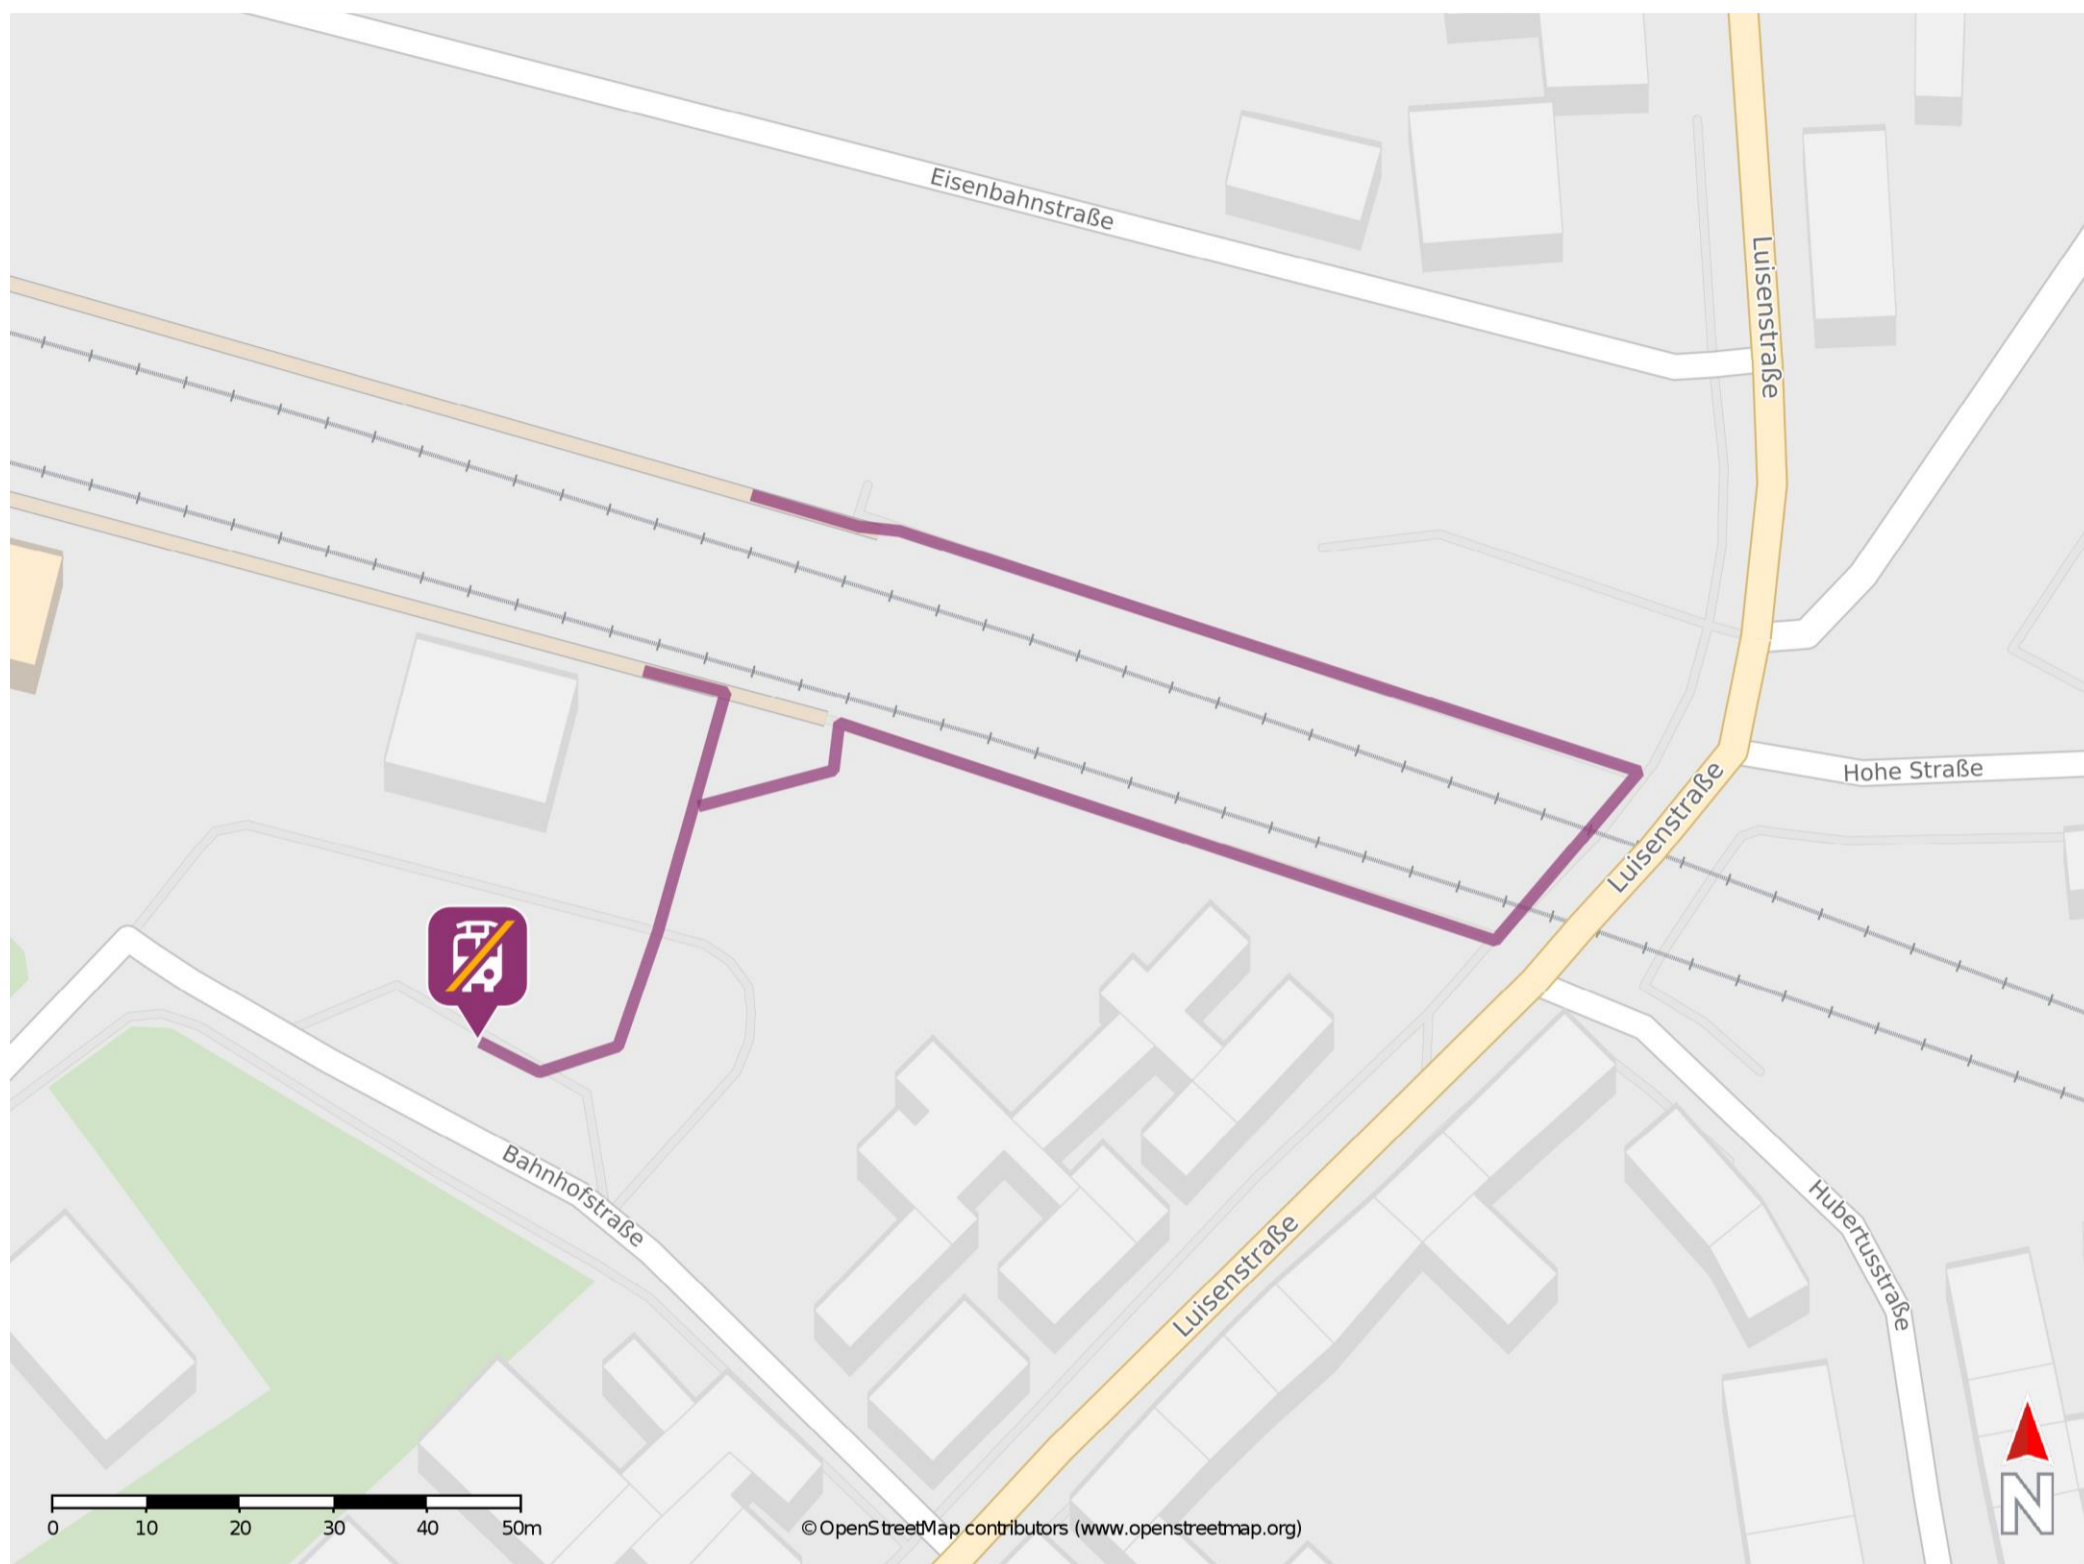 Eisenbahnstraße
Luisenstraße
Hohe Straße
Luisenstraße
Bahnhofstraße
Luisenstraße
Hubertusstraße
0 10 20 30 40 50m
© OpenStreetMap contributors (www.openstreetmap.org)
N